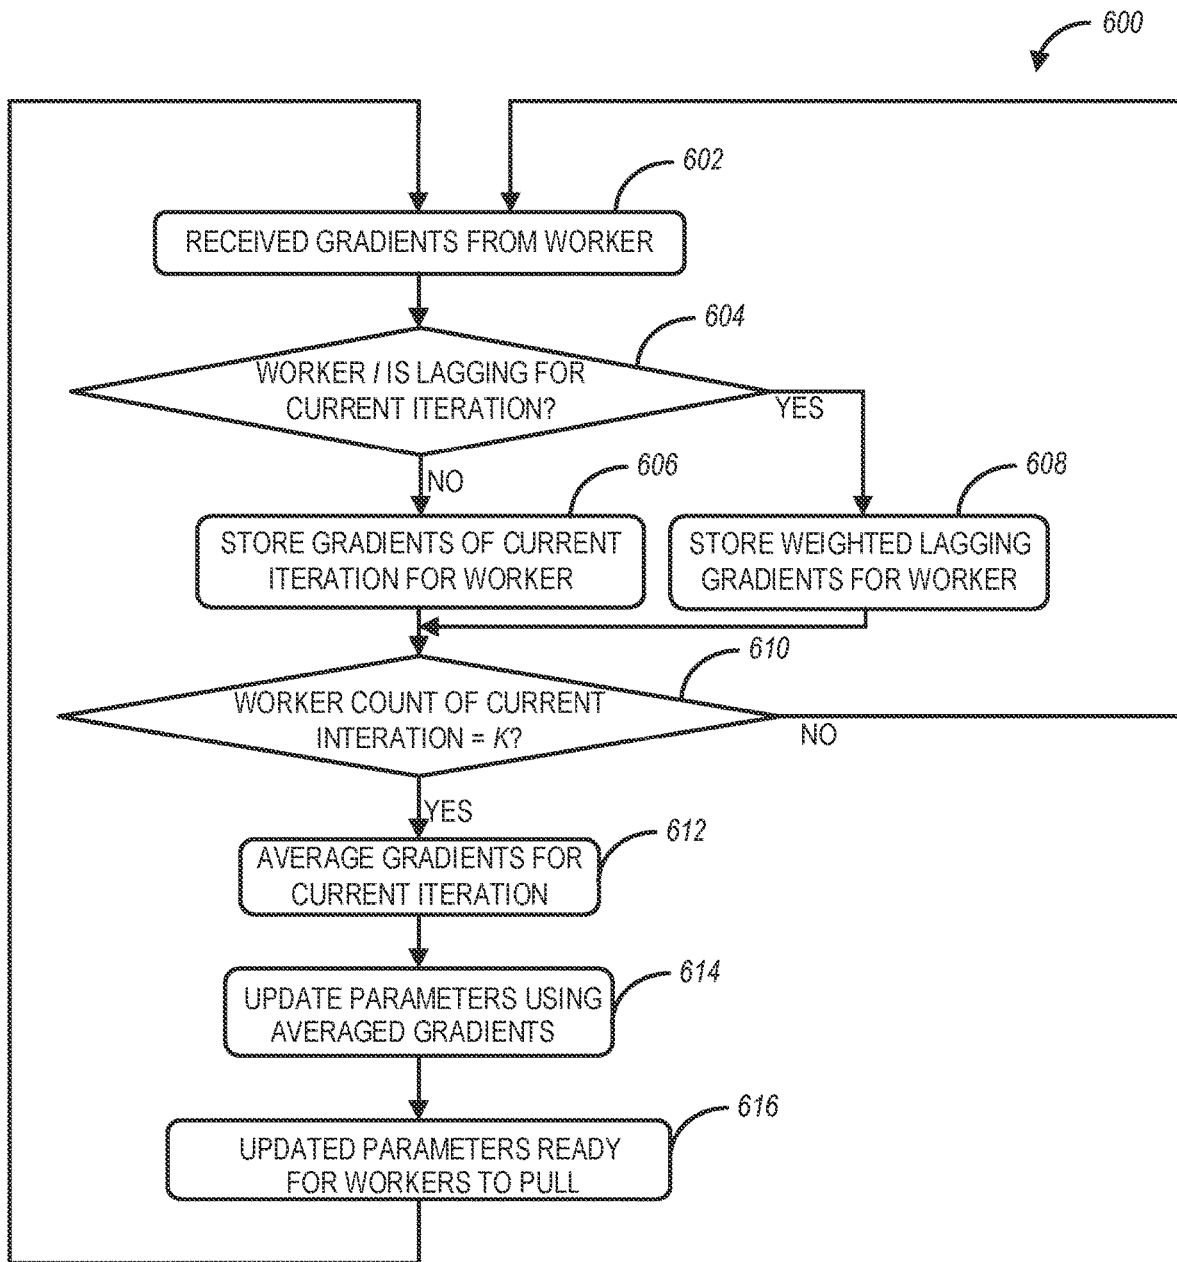 600
602
RECEIVED GRADIENTS FROM WORKER
604
WORKER I IS LAGGING FOR
CURRENT ITERATION?
YES
NO
606
608
STORE GRADIENTS OF CURRENT
ITERATION FOR WORKER
STORE WEIGHTED LAGGING
GRADIENTS FOR WORKER
610
WORKER COUNT OF CURRENT
INTERATION = K?
NO
YES
612
AVERAGE GRADIENTS FOR
CURRENT ITERATION
614
UPDATE PARAMETERS USING
AVERAGED GRADIENTS
616
UPDATED PARAMETERS READY
FOR WORKERS TO PULL